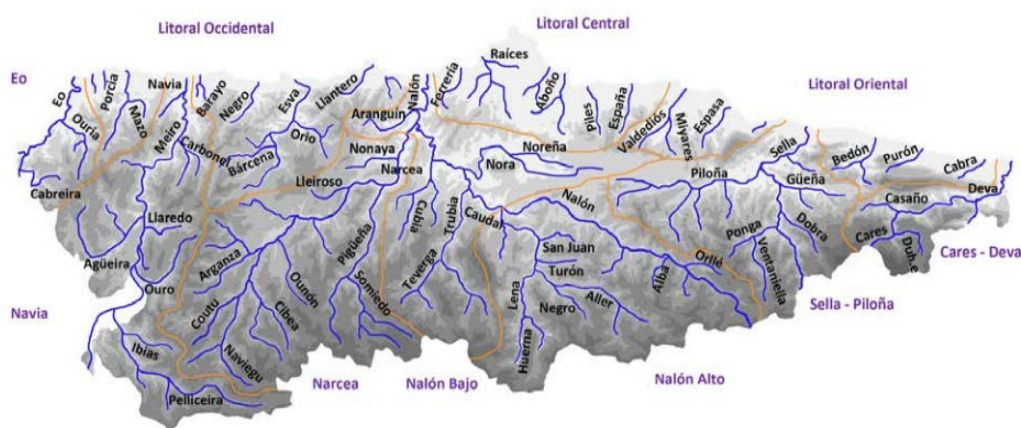 Litoral Occidental
Litoral Central
Litoral Oriental
Eo
Eo
Porcía
Ouria
Mazo
Navia
Meiro
Barayo
Negro
Carbonel
Bárcena
Esva
Orio
Llantero
Aranguín
Nalón
Ferrería
Raíces
Aboño
Piles
España
Valdediós
Miyares
Espasa
Sella
Bedón
Purón
Cabra
Deva
Cabreira
Nonaya
Narcea
Lleiroso
Noreña
Nora
Piloña
Güeña
Casaño
Llaredo
Agüeira
Arganza
Pigüeña
Cubia
Trubia
Caudal
Nalón
Ponga
Dobra
Cares
Duh.e
Cares - Deva
Ouro
Coutu
Ounón
Cibea
Somiedo
Teverga
San Juan
Turón
Lena
Aller
Negro
Alba
Orllé
Ventaniella
Navia
Ibias
Naviegu
Huerna
Sella - Piloña
Pelliceira
Narcea
Nalón Bajo
Nalón Alto